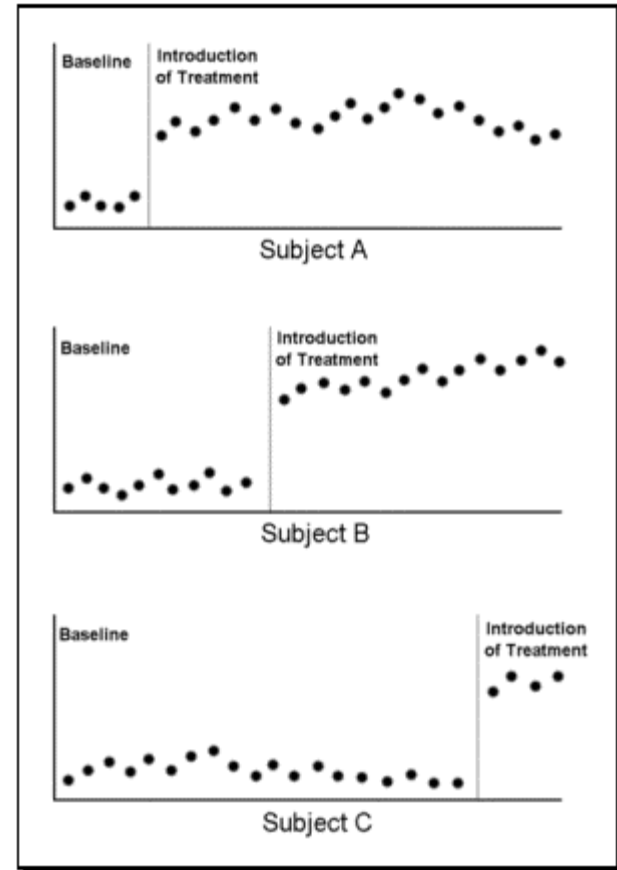 Baseline
Introduction
of Treatment
Subject A
Baseline
Introduction
of Treatment
Subject B
Baseline
Introduction
of Treatment
Subject C